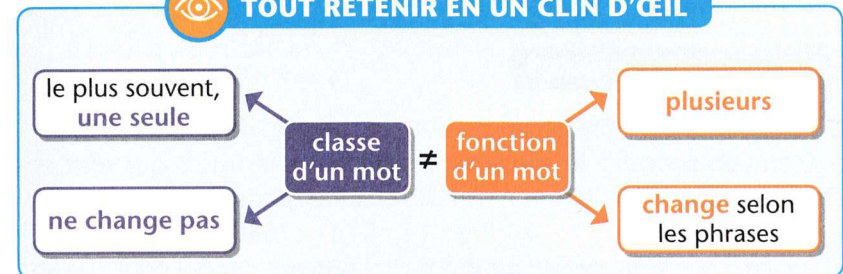 TOUT RETENIR EN UN CLIN D'ŒIL
le plus souvent,
une seule
ne change pas
classe
d'un mot
≠
fonction
d'un mot
plusieurs
change selon
les phrases